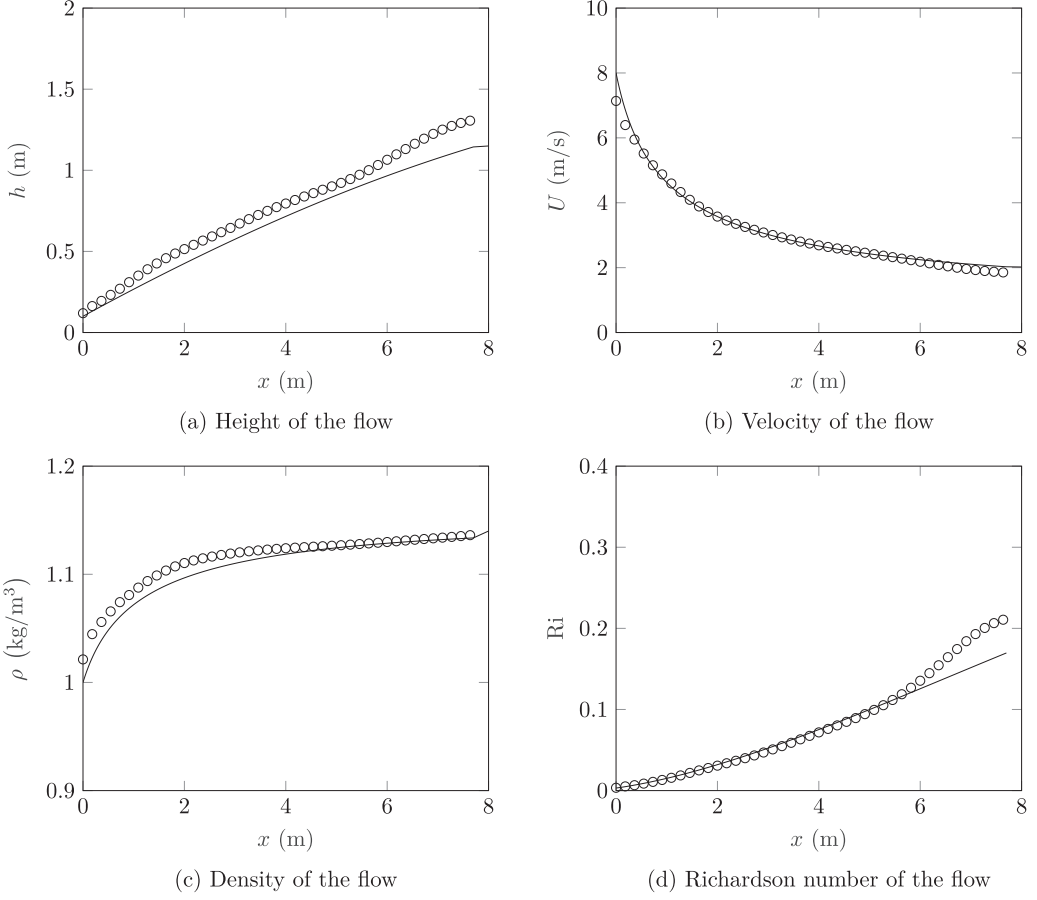 2
1.5
1
0.5
0
0 2 4 6 8
h (m)
x (m)
(a) Height of the flow
10
8
6
4
2
0
0 2 4 6 8
U (m/s)
x (m)
(b) Velocity of the flow
1.2
1.1
1
0.9
0 2 4 6 8
ρ (kg/m³)
x (m)
(c) Density of the flow
0.4
0.3
0.2
0.1
0
0 2 4 6 8
Ri
x (m)
(d) Richardson number of the flow